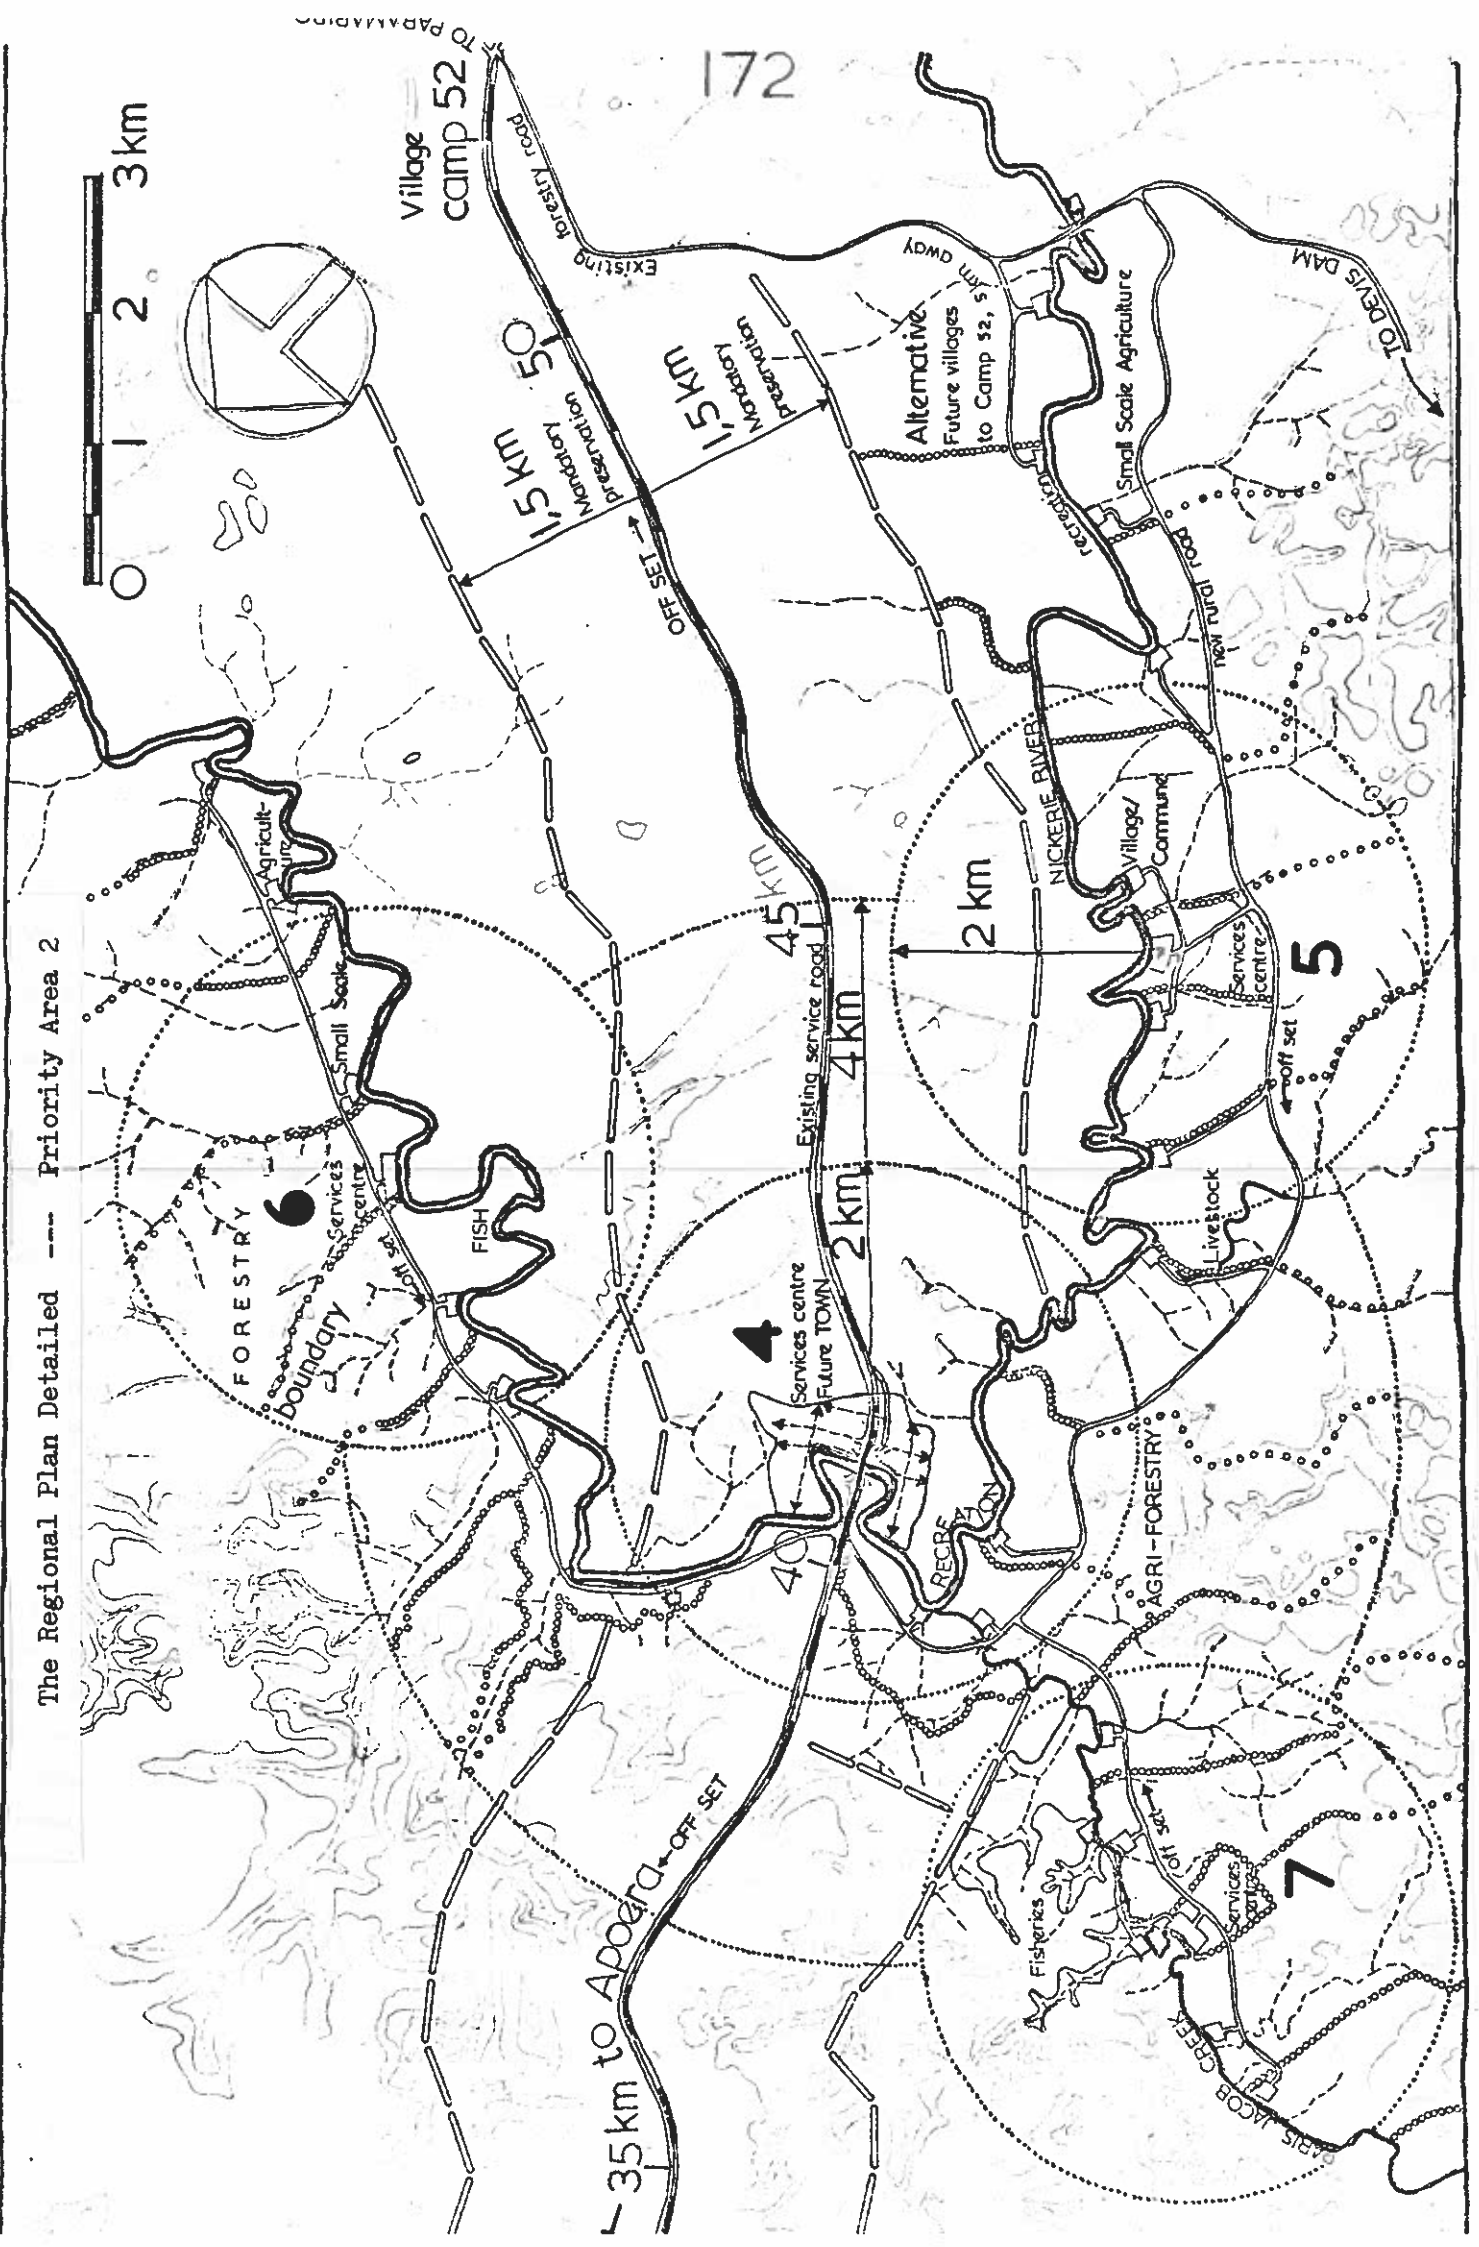 The Regional Plan Detailed --- Priority Area 2
172
0
1
2
3 km
TO PARAMARIBO
Village
camp 52
Existing
forestry road
50
1,5 KM
Mandatory
preservation
1,5 KM
Mandatory
preservation
OFF SET
Alternative
Future villages
to Camp 52, 5 km away
recreation
Small Scale Agriculture
TO DEVIS DAM
new rural road
NICKERIE RIVER
Village/
Commune
2 km
45 km
Existing service road
4 km
2 km
Services
centre
5
off set
Livestock
Agricult-
ure
Small Scale
6
Services
centre
off set
FORESTRY
boundary
FISH
4
Services centre
Future TOWN
40
RECREATION
AGRI-FORESTRY
OFF SET
35 km to Apoera
Fisheries
off set
Services
centre
7
JACOB CREEK